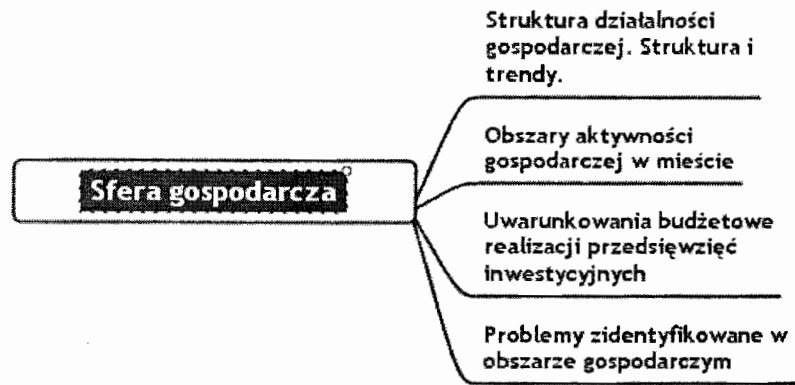 Struktura działalności
gospodarczej. Struktura i
trendy.
Obszary aktywności
gospodarczej w mieście
Sfera gospodarcza
Uwarunkowania budżetowe
realizacji przedsięwzięć
inwestycyjnych
Problemy zidentyfikowane w
obszarze gospodarczym